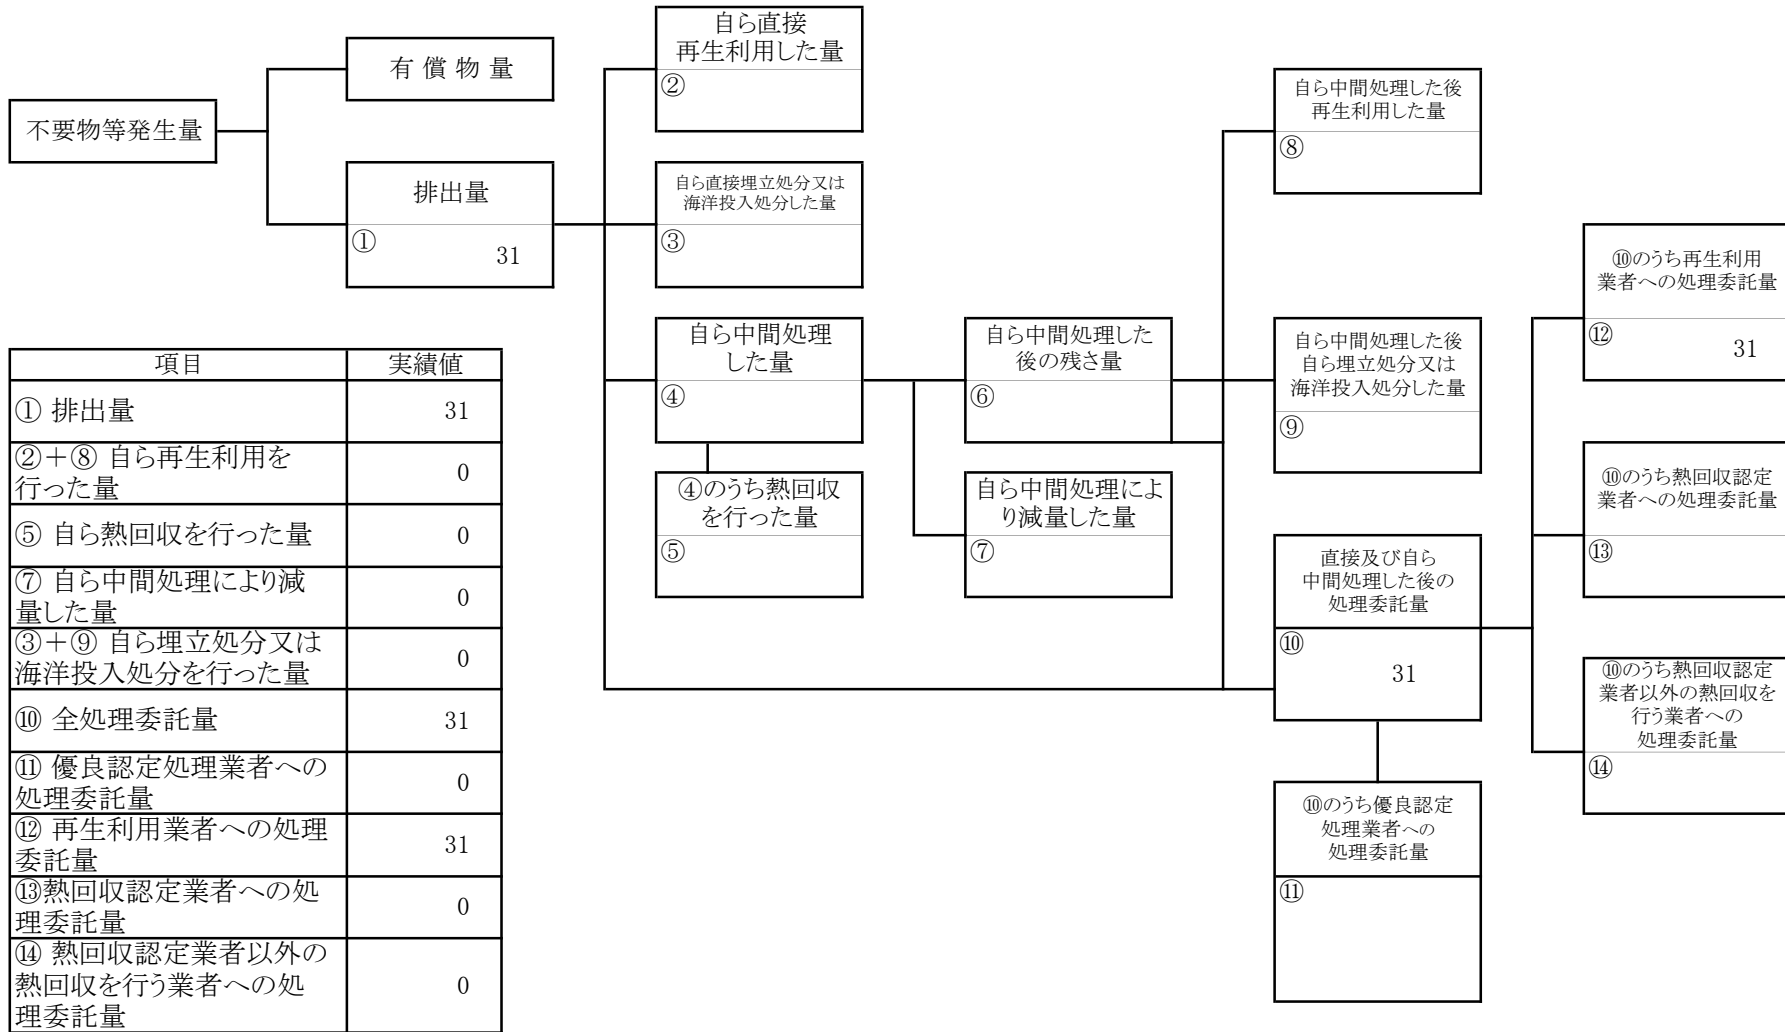 不要物等発生量
有 償 物 量
排出量
①
31
自ら直接
再生利用した量
②
自ら直接埋立処分又は
海洋投入処分した量
③
自ら中間処理
した量
④
④のうち熱回収
を行った量
⑤
自ら中間処理した
後の残さ量
⑥
自ら中間処理によ
り減量した量
⑦
自ら中間処理した後
再生利用した量
⑧
自ら中間処理した後
自ら埋立処分又は
海洋投入処分した量
⑨
直接及び自ら
中間処理した後の
処理委託量
⑩
31
⑩のうち優良認定
処理業者への
処理委託量
⑪
⑩のうち再生利用
業者への処理委託量
⑫
31
⑩のうち熱回収認定
業者への処理委託量
⑬
⑩のうち熱回収認定
業者以外の熱回収を
行う業者への
処理委託量
⑭
項目 実績値
① 排出量 31
②＋⑧ 自ら再生利用を
行った量 0
⑤ 自ら熱回収を行った量 0
⑦ 自ら中間処理により減
量した量 0
③＋⑨ 自ら埋立処分又は
海洋投入処分を行った量 0
⑩ 全処理委託量 31
⑪ 優良認定処理業者への
処理委託量 0
⑫ 再生利用業者への処理
委託量 31
⑬熱回収認定業者への処
理委託量 0
⑭ 熱回収認定業者以外の
熱回収を行う業者への処
理委託量 0